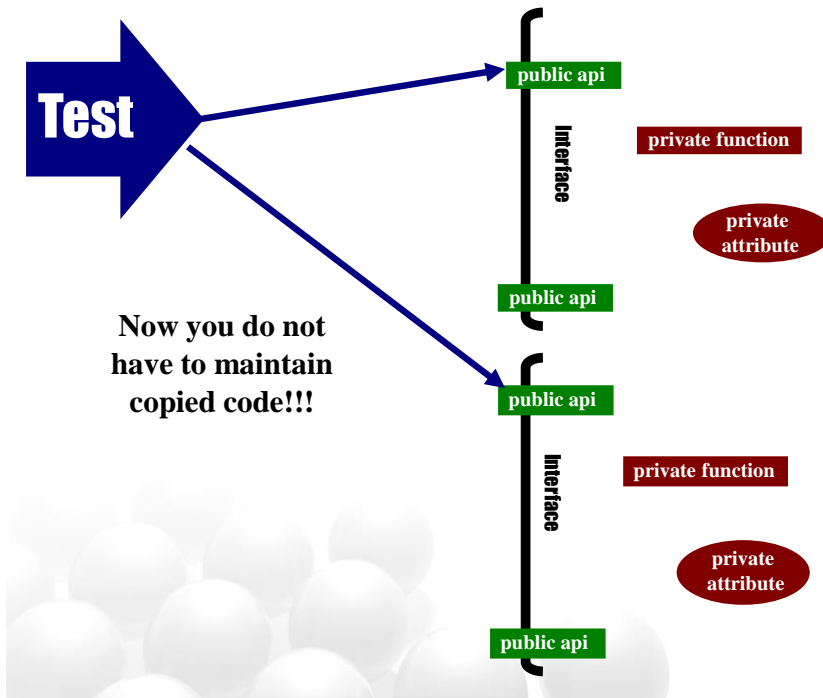 Test
public api
Interface
private function
private
attribute
public api
Now you do not
have to maintain
copied code!!!
public api
Interface
private function
private
attribute
public api